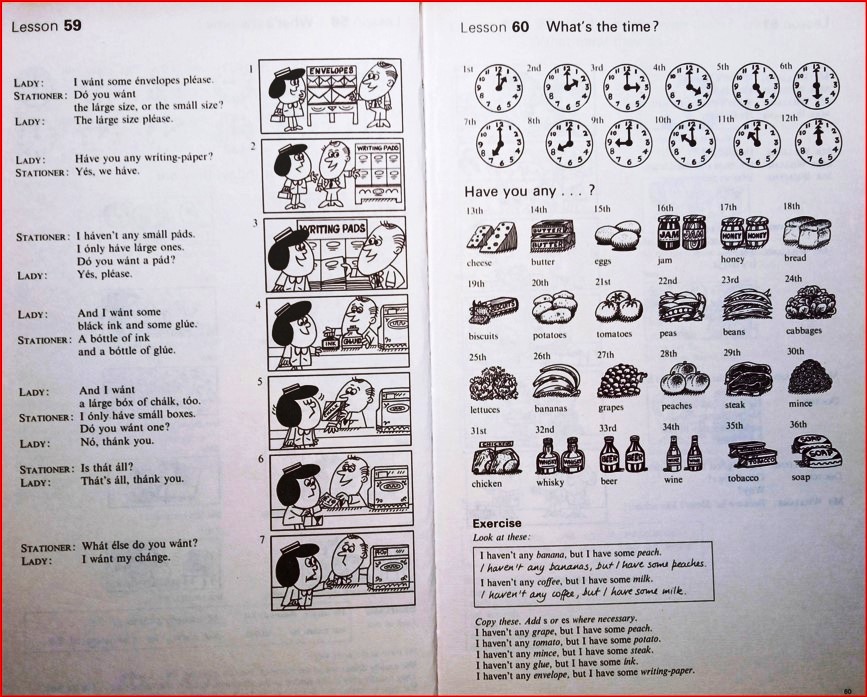 Lesson 59
LADY: I wánt some énvelopes pléase.
STATIONER: Dó you wánt
the lárge size, or the smáll size?
LADY: The lárge size pléase.
LADY: Háve you any wríting-páper?
STATIONER: Yés, we háve.
STATIONER: I háven't any smáll páds.
I ónly háve lárge ones.
Dó you wánt a pád?
LADY: Yés, please.
LADY: And I wánt some
bláck ínk and some glúe.
STATIONER: A bóttle of ínk
and a bóttle of glúe.
LADY: And I wánt
a lárge bóx of chálk, tóo.
STATIONER: I ónly háve smáll boxes.
Dó you wánt one?
LADY: Nó, thánk you.
STATIONER: Is thát áll?
LADY: Thát's áll, thánk you.
STATIONER: Whát élse do you wánt?
LADY: I wánt my chánge.
1
ENVELOPES
2
WRITING PADS
3
WRITING PADS
4
INK
5
6
7
Lesson 60 What's the time?
1st 2nd 3rd 4th 5th 6th
7th 8th 9th 10th 11th 12th
Have you any . . . ?
13th 14th 15th 16th 17th 18th
BUTTER BUTTER JAM HONEY HONEY
cheese butter eggs jam honey bread
19th 20th 21st 22nd 23rd 24th
biscuits potatoes tomatoes peas beans cabbages
25th 26th 27th 28th 29th 30th
lettuces bananas grapes peaches steak mince
31st 32nd 33rd 34th 35th 36th
CHICKEN WHISKY BEER BEER TOBACCO SOAP SOAP
chicken whisky beer wine tobacco soap
Exercise
Look at these:
I haven't any banana, but I have some peach.
I haven't any bananas, but I have some peaches.
I haven't any coffee, but I have some milk.
I haven't any coffee, but I have some milk.
Copy these. Add s or es where necessary.
I haven't any grape, but I have some peach.
I haven't any tomato, but I have some potato.
I haven't any mince, but I have some steak.
I haven't any glue, but I have some ink.
I haven't any envelope, but I have some writing-paper.
60